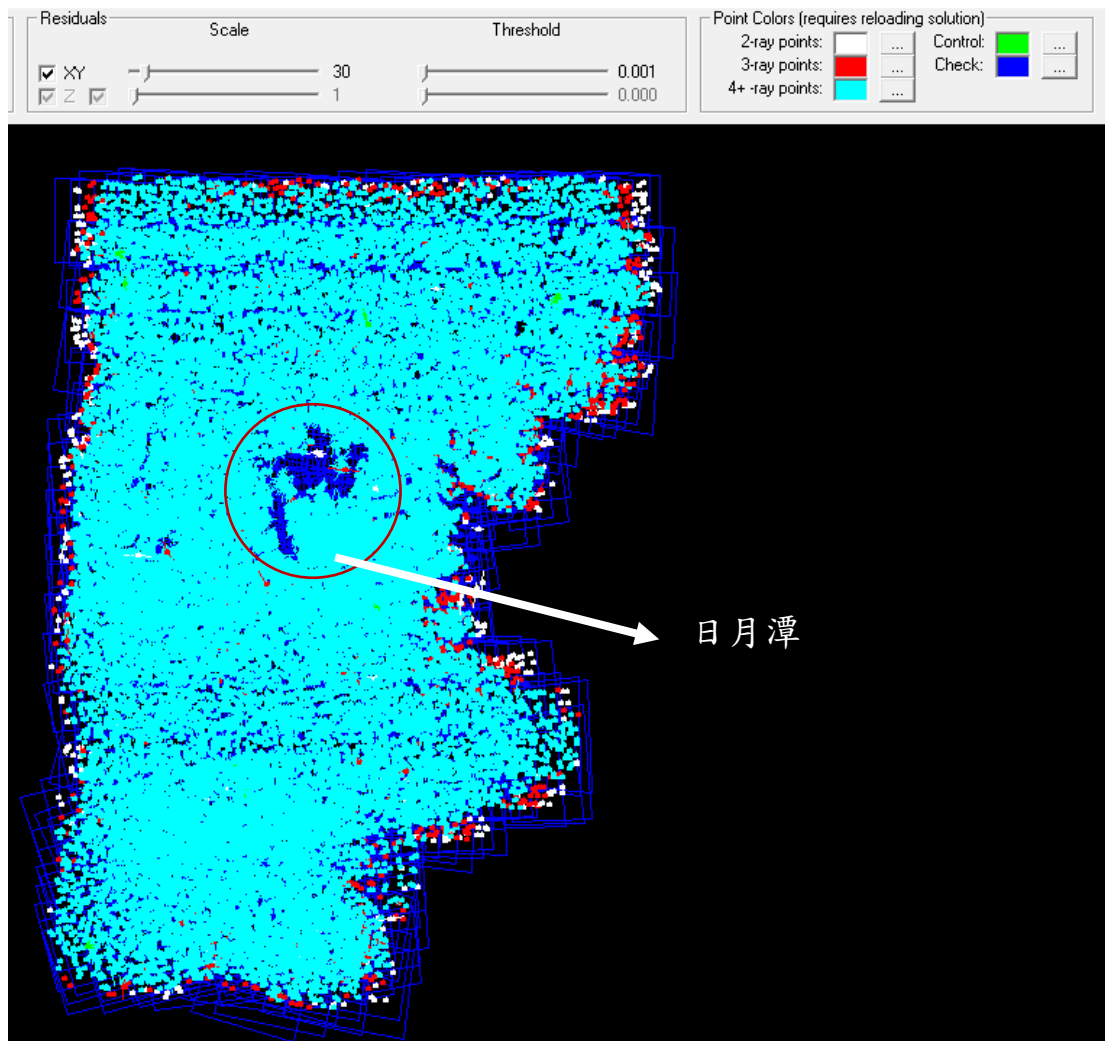 Residuals
Scale Threshold
XY 30 0.001
Z 1 0.000
Point Colors (requires reloading solution)
2-ray points: ... Control: ...
3-ray points: ... Check: ...
4+ -ray points: ...
日月潭